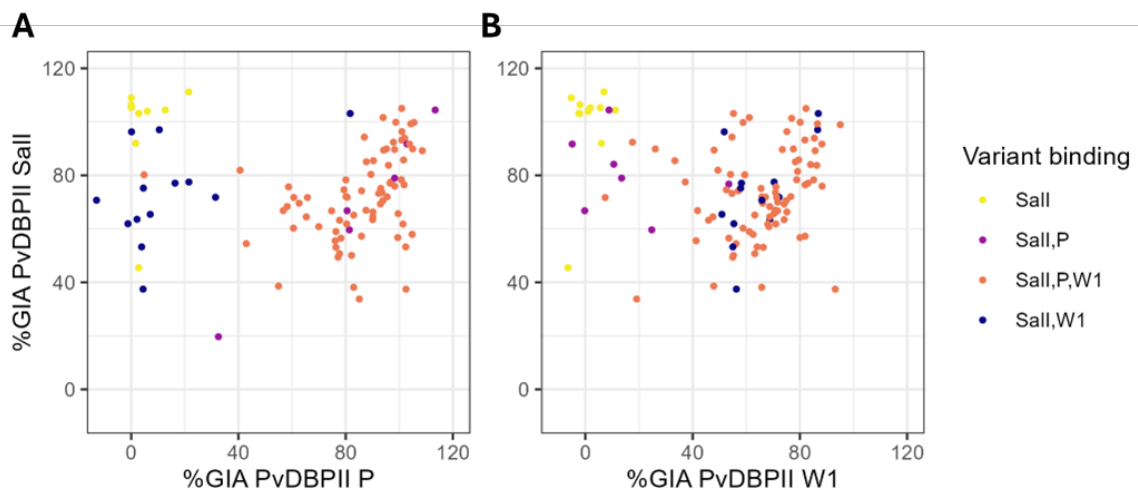 A
B
%GIA PvDBPII SalI
120
80
40
0
0
40
80
120
%GIA PvDBPII P
120
80
40
0
0
40
80
120
%GIA PvDBPII W1
Variant binding
SalI
SalI,P
SalI,P,W1
SalI,W1